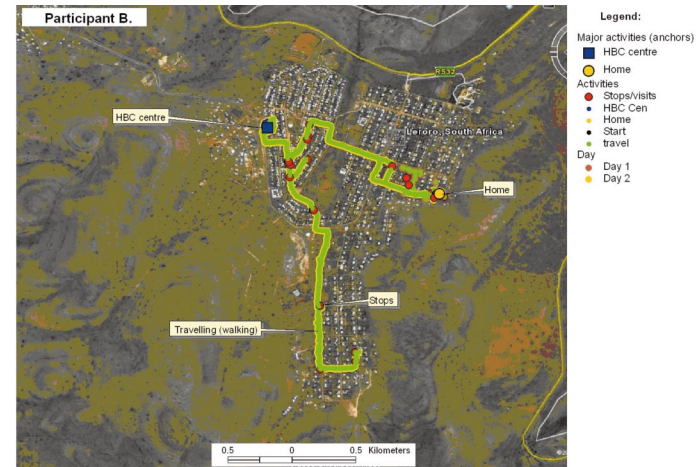 Participant B.
R532
HBC centre
Leroro, South Africa
Home
Stops
Travelling (walking)
0.5 0 0.5 Kilometers
Legend:
Major activities (anchors)
HBC centre
Home
Activities
Stops/visits
HBC Cen
Home
Start
travel
Day
Day 1
Day 2